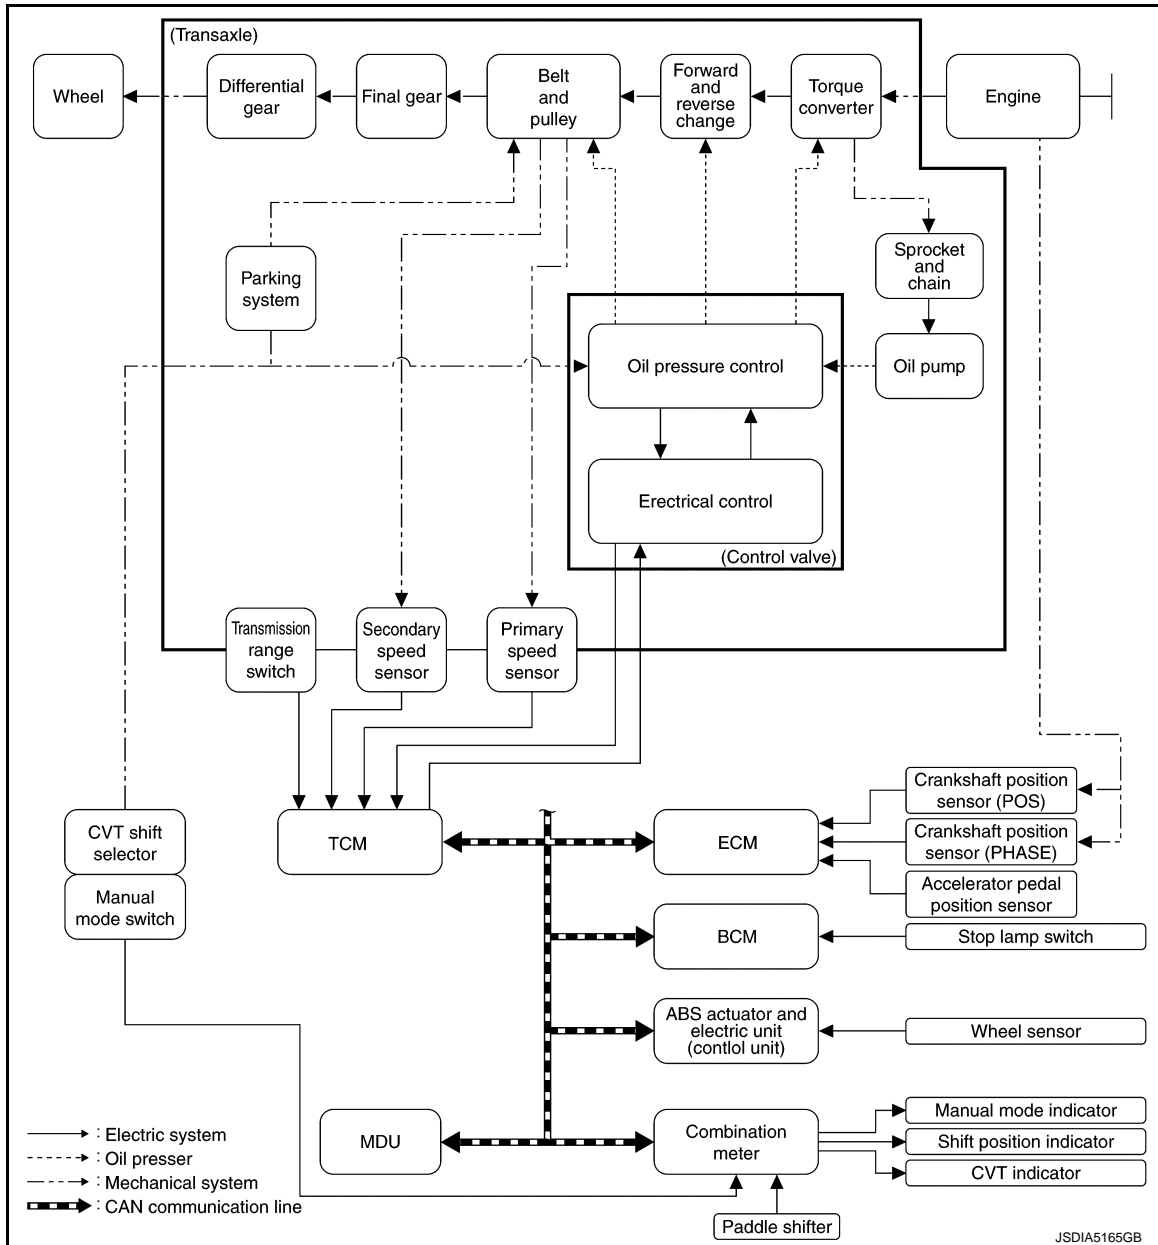 (Transaxle)
Wheel
Differential
gear
Final gear
Belt
and
pulley
Forward
and
reverse
change
Torque
converter
Engine
Parking
system
Sprocket
and
chain
Oil pressure control
Oil pump
Erectrical control
(Control valve)
Transmission
range
switch
Secondary
speed
sensor
Primary
speed
sensor
CVT shift
selector
Manual
mode switch
TCM
ECM
Crankshaft position
sensor (POS)
Crankshaft position
sensor (PHASE)
Accelerator pedal
position sensor
BCM
Stop lamp switch
ABS actuator and
electric unit
(contlol unit)
Wheel sensor
MDU
Combination
meter
Manual mode indicator
Shift position indicator
CVT indicator
Paddle shifter
: Electric system
: Oil presser
: Mechanical system
: CAN communication line
JSDIA5165GB